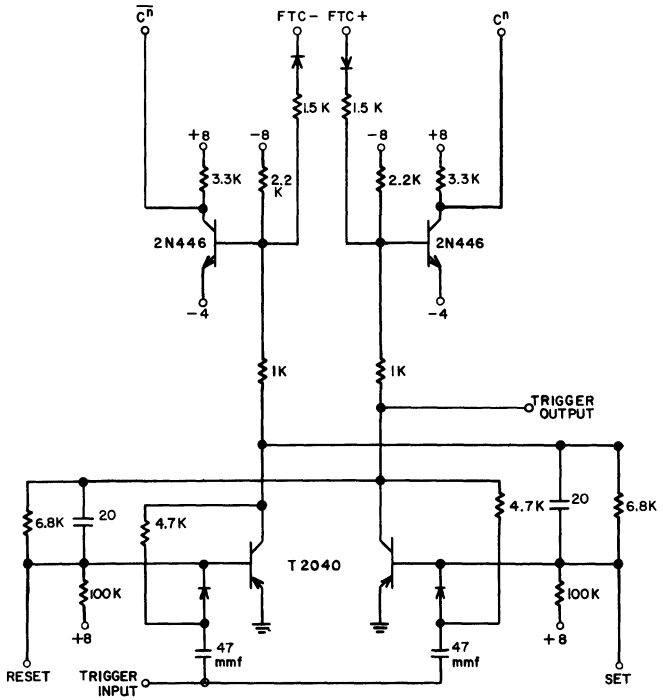 C̅ⁿ
FTC-
FTC+
Cⁿ
1.5 K
1.5 K
+8
-8
-8
+8
3.3K
2.2
K
2.2K
3.3K
2N446
2N446
-4
-4
1K
1K
TRIGGER
OUTPUT
6.8K
20
4.7K
4.7K
20
6.8K
T 2040
100K
100K
+8
47
mmf
47
mmf
+8
RESET
TRIGGER
INPUT
SET